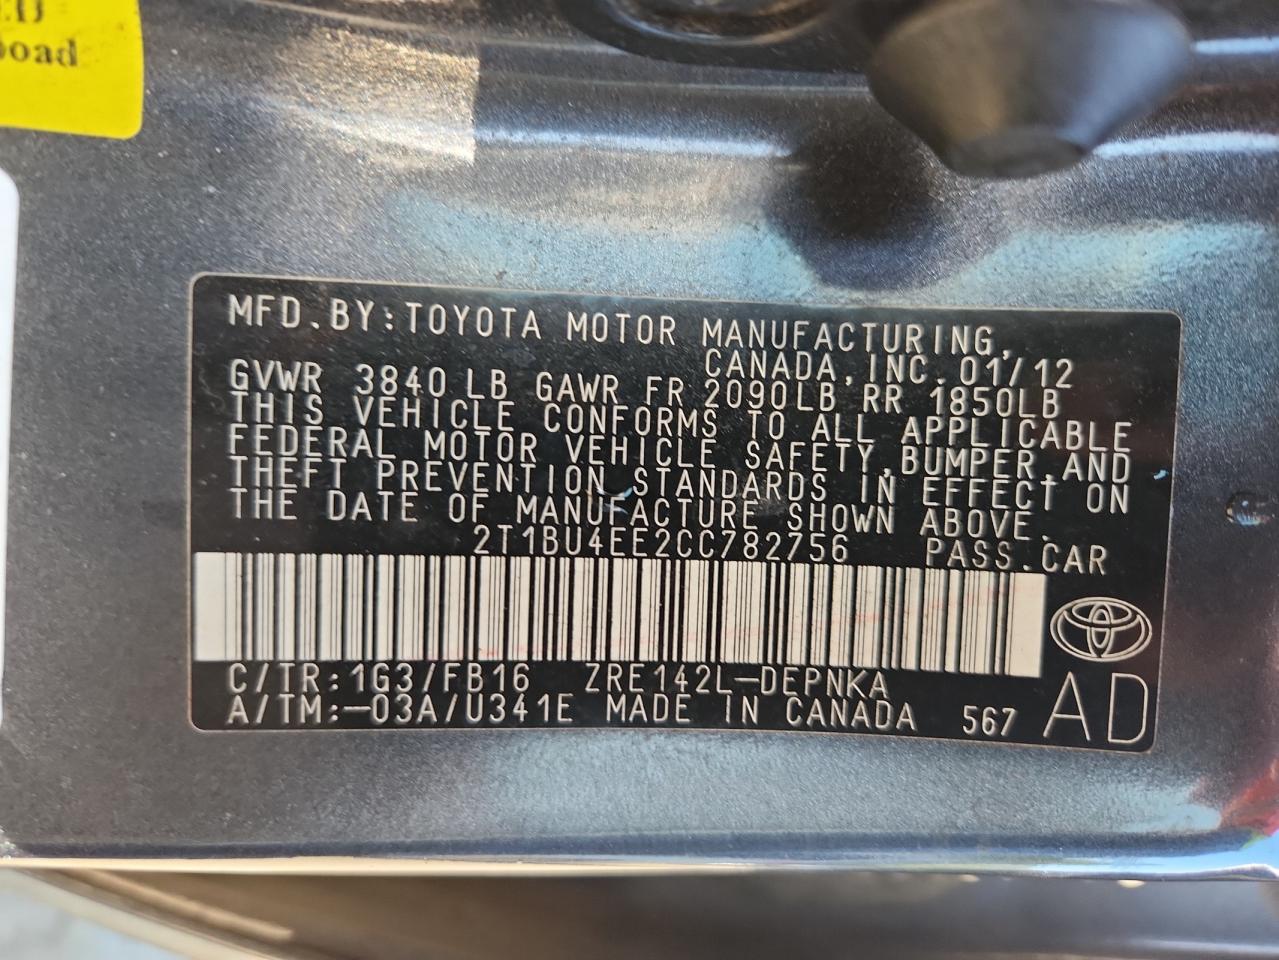 oad
MFD.BY:TOYOTA MOTOR MANUFACTURING,
CANADA,INC.01/12
GVWR 3840 LB GAWR FR 2090LB RR 1850LB
THIS VEHICLE CONFORMS TO ALL APPLICABLE
FEDERAL MOTOR VEHICLE SAFETY,BUMPER,AND
THEFT PREVENTION STANDARDS IN EFFECT ON
THE DATE OF MANUFACTURE SHOWN ABOVE.
2T1BU4EE2CC782756 PASS.CAR
C/TR:1G3/FB16 ZRE142L-DEPNKA
A/TM:-03A/U341E MADE IN CANADA 567 AD